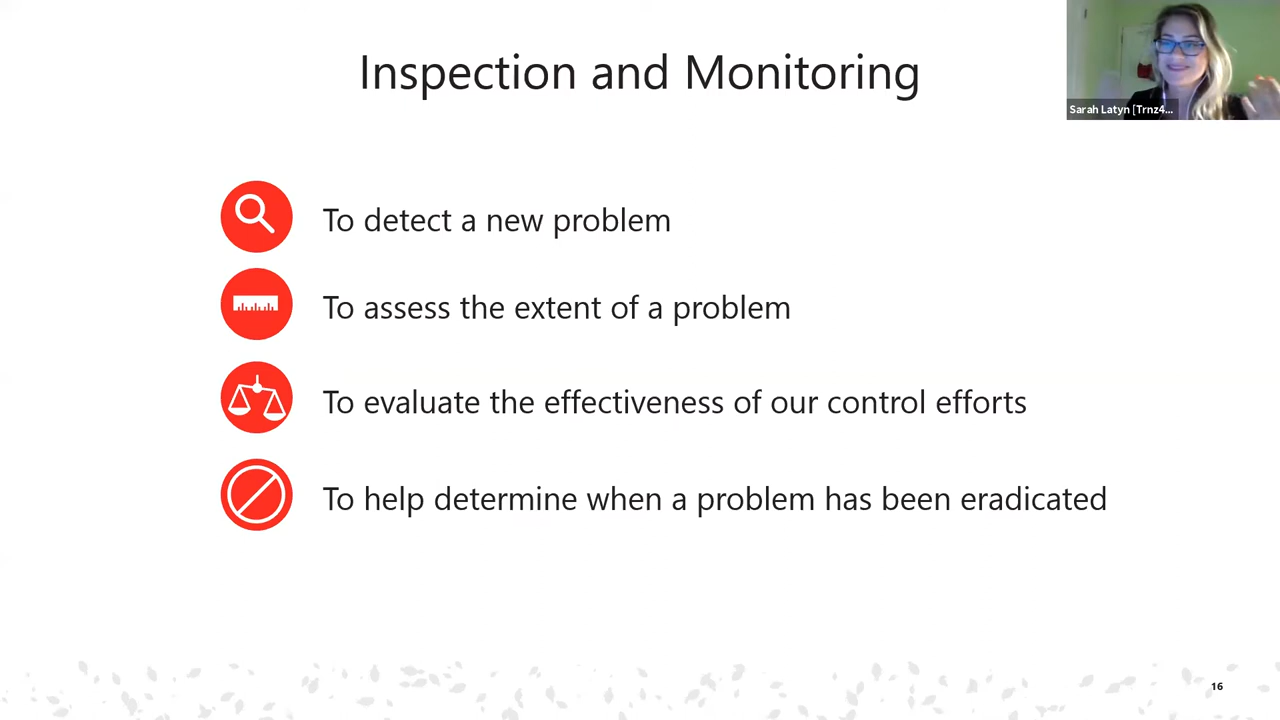 Inspection and Monitoring
Sarah Latyn [Trnz4...
To detect a new problem
To assess the extent of a problem
To evaluate the effectiveness of our control efforts
To help determine when a problem has been eradicated
16